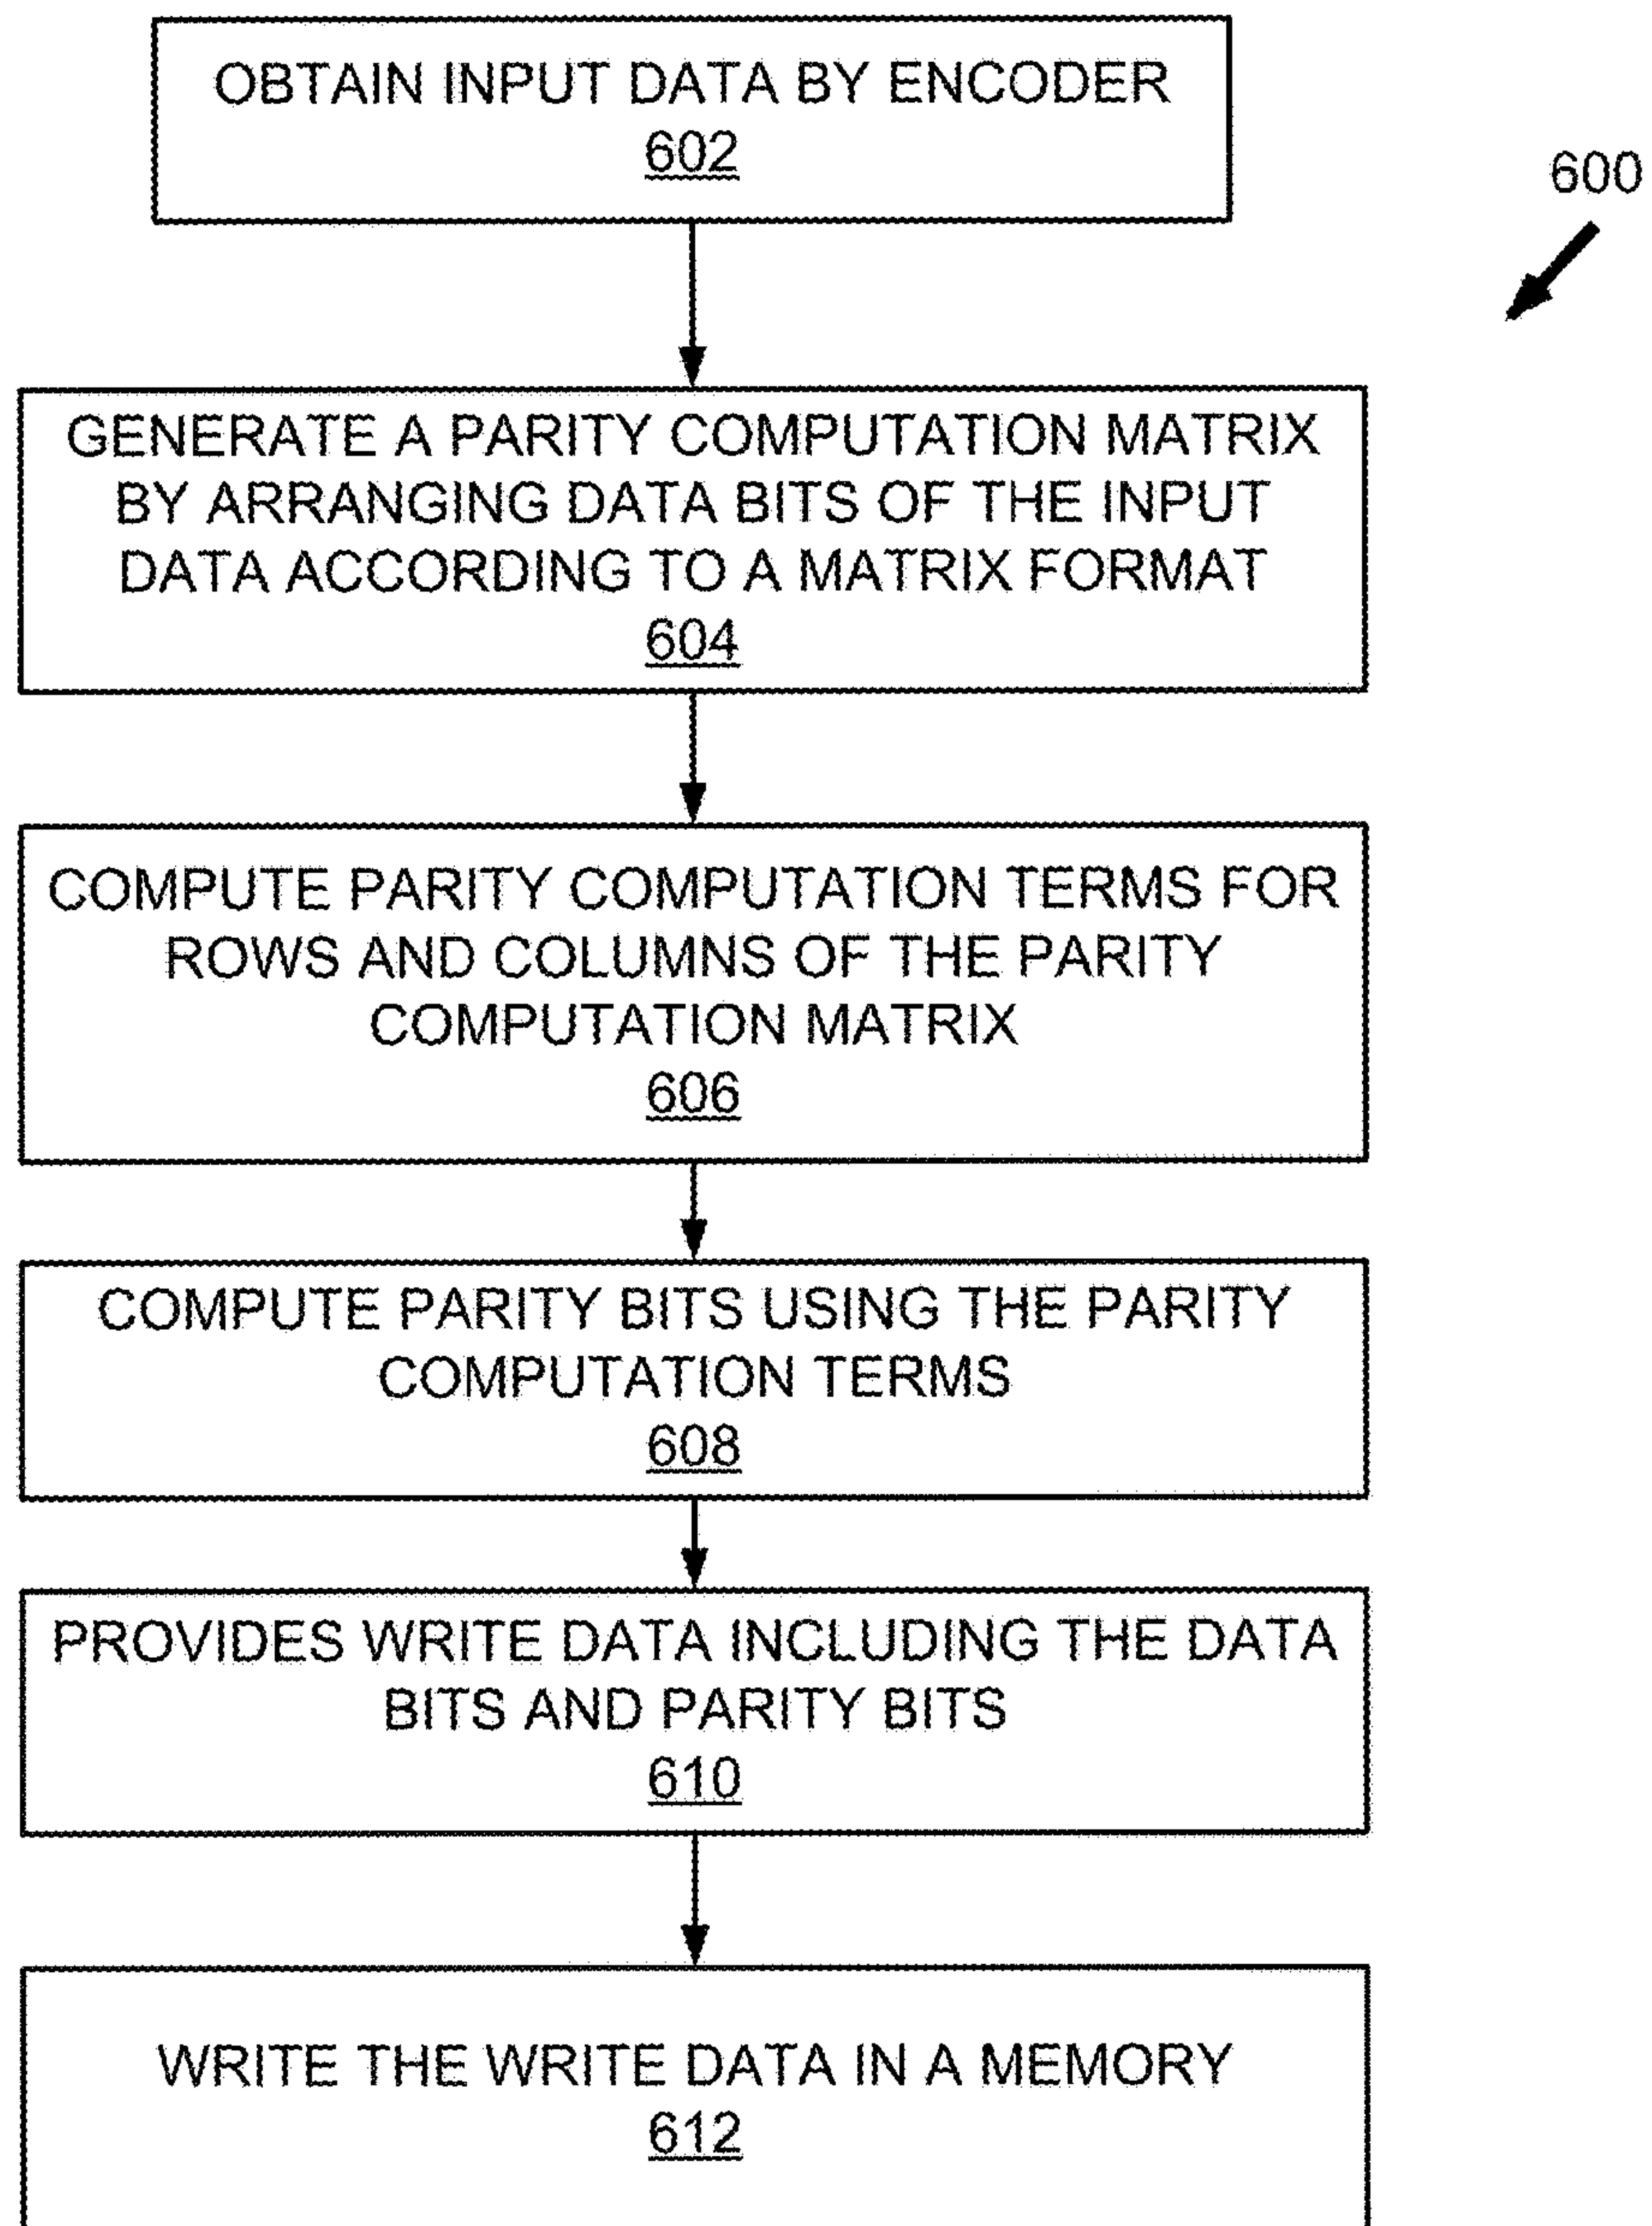 OBTAIN INPUT DATA BY ENCODER
602
600
GENERATE A PARITY COMPUTATION MATRIX
BY ARRANGING DATA BITS OF THE INPUT
DATA ACCORDING TO A MATRIX FORMAT
604
COMPUTE PARITY COMPUTATION TERMS FOR
ROWS AND COLUMNS OF THE PARITY
COMPUTATION MATRIX
606
COMPUTE PARITY BITS USING THE PARITY
COMPUTATION TERMS
608
PROVIDES WRITE DATA INCLUDING THE DATA
BITS AND PARITY BITS
610
WRITE THE WRITE DATA IN A MEMORY
612